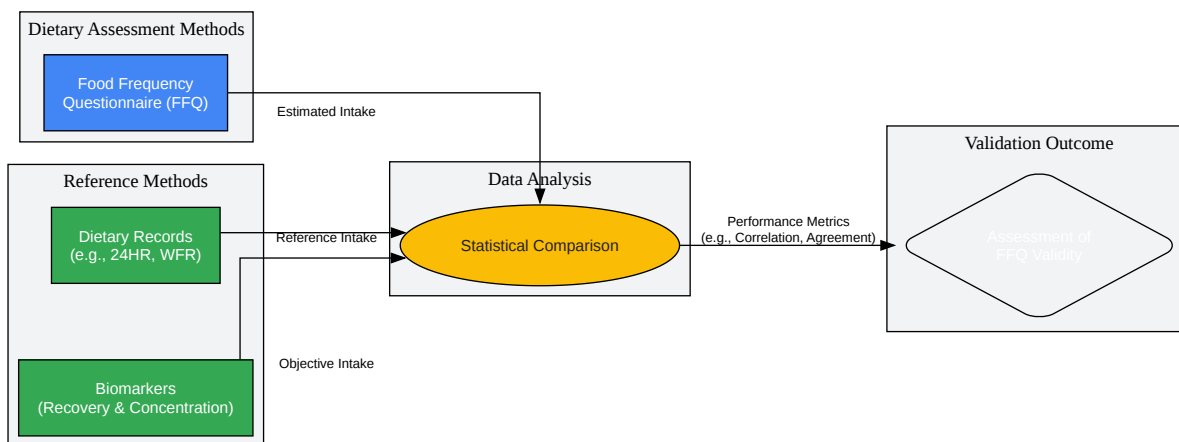 Dietary Assessment Methods
Food Frequency
Questionnaire (FFQ)
Estimated Intake
Reference Methods
Dietary Records
(e.g., 24HR, WFR)
Reference Intake
Biomarkers
(Recovery & Concentration)
Objective Intake
Data Analysis
Statistical Comparison
Performance Metrics
(e.g., Correlation, Agreement)
Validation Outcome
Assessment of
FFQ Validity